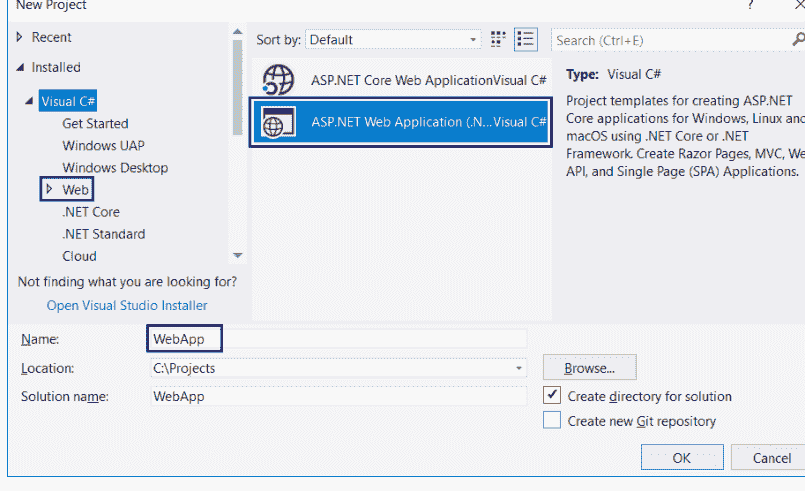 New Project
?
Recent
Installed
Visual C#
Get Started
Windows UAP
Windows Desktop
Web
.NET Core
.NET Standard
Cloud
Not finding what you are looking for?
Open Visual Studio Installer
Sort by: Default
ASP.NET Core Web Application Visual C#
ASP.NET Web Application (.N... Visual C#
Search (Ctrl+E)
Type: Visual C#
Project templates for creating ASP.NET
Core applications for Windows, Linux and
macOS using .NET Core or .NET
Framework. Create Razor Pages, MVC, We
API, and Single Page (SPA) Applications.
Name: WebApp
Location: C:\Projects
Browse...
Solution name: WebApp
Create directory for solution
Create new Git repository
OK
Cancel